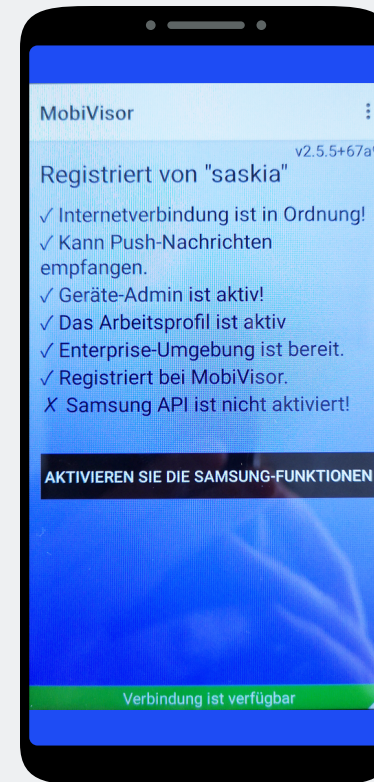 MobiVisor
v2.5.5+67a
Registriert von "saskia"
✓ Internetverbindung ist in Ordnung!
✓ Kann Push-Nachrichten
empfangen.
✓ Geräte-Admin ist aktiv!
✓ Das Arbeitsprofil ist aktiv
✓ Enterprise-Umgebung ist bereit.
✓ Registriert bei MobiVisor.
✗ Samsung API ist nicht aktiviert!
AKTIVIEREN SIE DIE SAMSUNG-FUNKTIONEN
Verbindung ist verfügbar